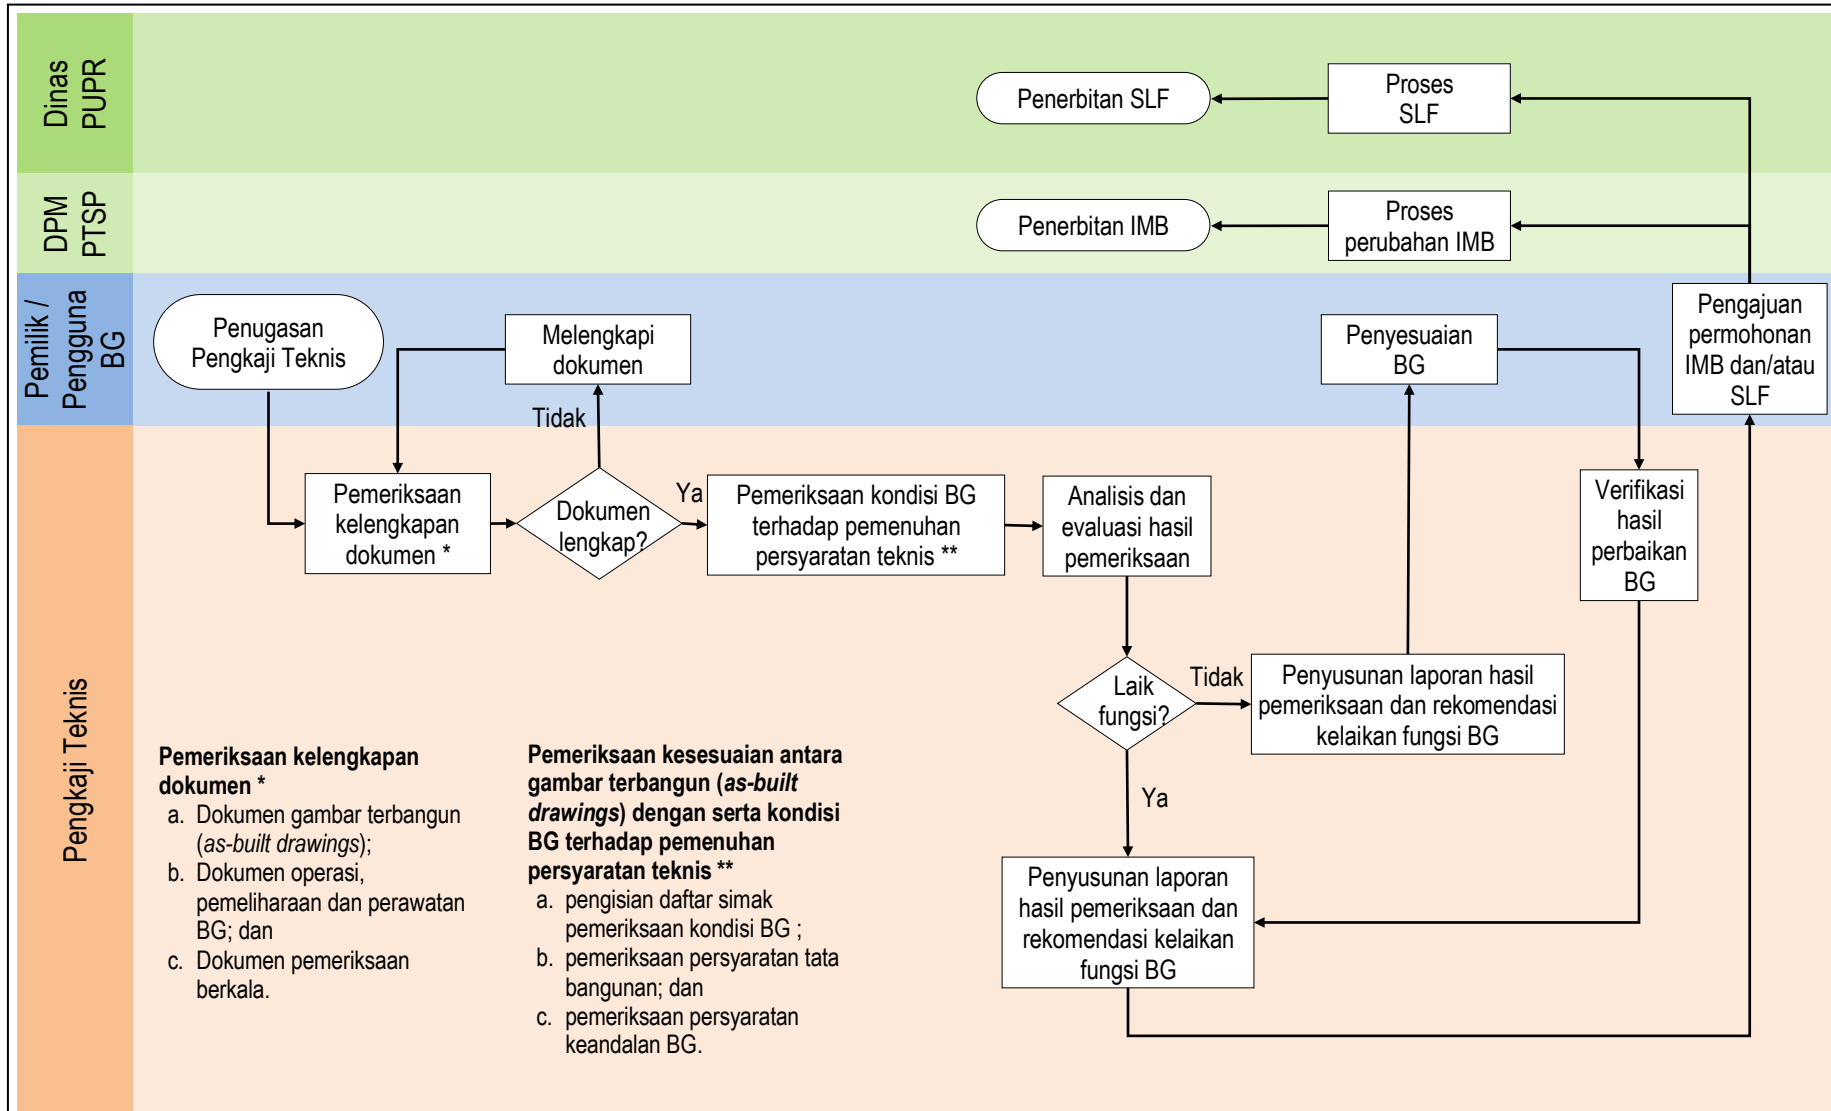 Dinas
PUPR
Penerbitan SLF
Proses
SLF
DPM
PTSP
Penerbitan IMB
Proses
perubahan IMB
Pemilik /
Pengguna
BG
Penugasan
Pengkaji Teknis
Melengkapi
dokumen
Tidak
Penyesuaian
BG
Pengajuan
permohonan
IMB dan/atau
SLF
Pengkaji Teknis
Pemeriksaan
kelengkapan
dokumen *
Dokumen
lengkap?
Ya
Pemeriksaan kondisi BG
terhadap pemenuhan
persyaratan teknis **
Analisis dan
evaluasi hasil
pemeriksaan
Verifikasi
hasil
perbaikan
BG
Laik
fungsi?
Tidak
Penyusunan laporan hasil
pemeriksaan dan rekomendasi
kelaikan fungsi BG
Ya
Penyusunan laporan
hasil pemeriksaan dan
rekomendasi kelaikan
fungsi BG
Pemeriksaan kelengkapan
dokumen *
a. Dokumen gambar terbangun
(as-built drawings);
b. Dokumen operasi,
pemeliharaan dan perawatan
BG; dan
c. Dokumen pemeriksaan
berkala.
Pemeriksaan kesesuaian antara
gambar terbangun (as-built
drawings) dengan serta kondisi
BG terhadap pemenuhan
persyaratan teknis **
a. pengisian daftar simak
pemeriksaan kondisi BG ;
b. pemeriksaan persyaratan tata
bangunan; dan
c. pemeriksaan persyaratan
keandalan BG.